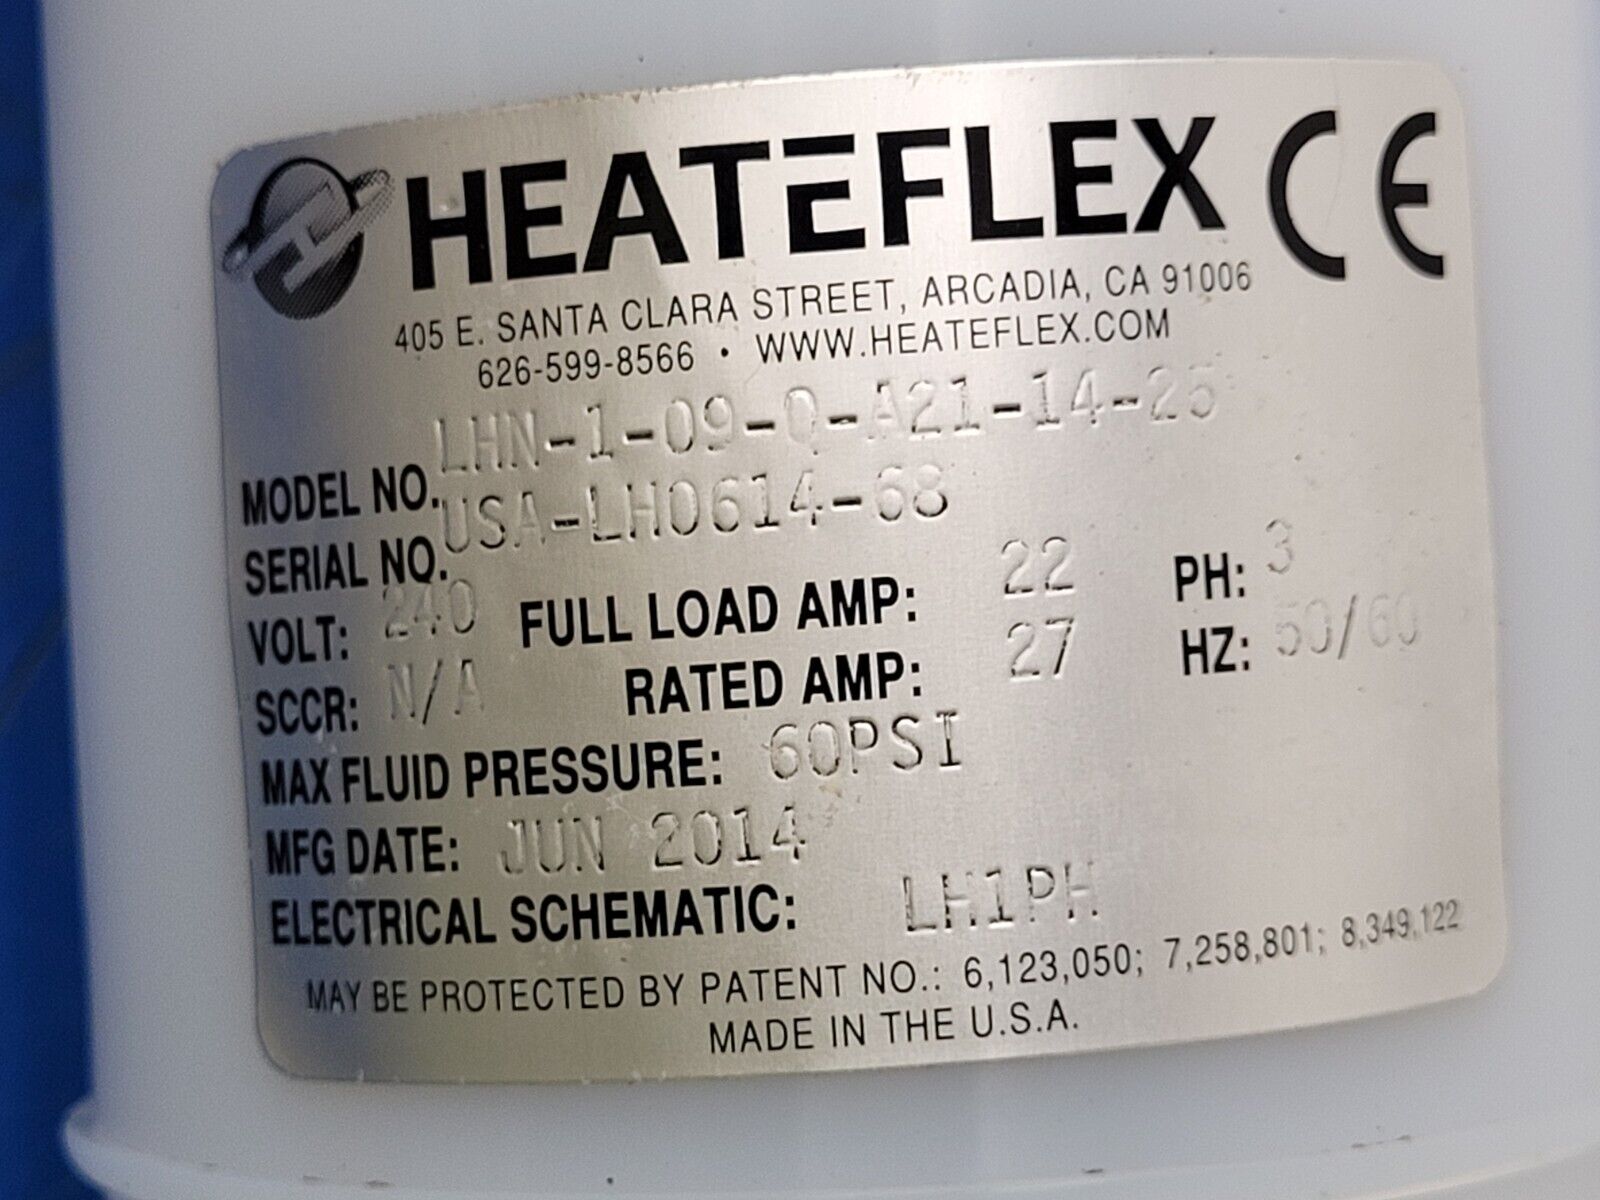 HEATEFLEX CE
405 E. SANTA CLARA STREET, ARCADIA, CA 91006
626-599-8566 • WWW.HEATEFLEX.COM
MODEL NO. LHN-1-09-Q-A21-14-25
SERIAL NO. USA-LH0614-68
VOLT: 240 FULL LOAD AMP: 22 PH: 3
SCCR: N/A RATED AMP: 27 HZ: 50/60
MAX FLUID PRESSURE: 60PSI
MFG DATE: JUN 2014
ELECTRICAL SCHEMATIC: LH1PH
MAY BE PROTECTED BY PATENT NO.: 6,123,050; 7,258,801; 8,349,122
MADE IN THE U.S.A.